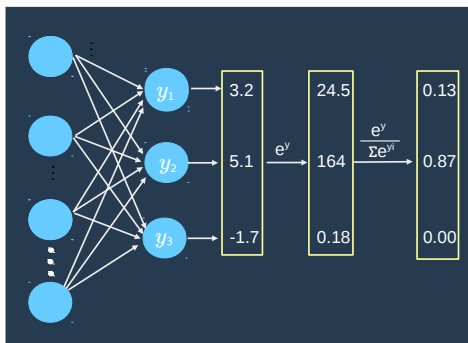 y₁ 3.2 24.5 0.13
y₂ 5.1 eʸ 164 eʸ / Σeʸⁱ 0.87
y₃ -1.7 0.18 0.00